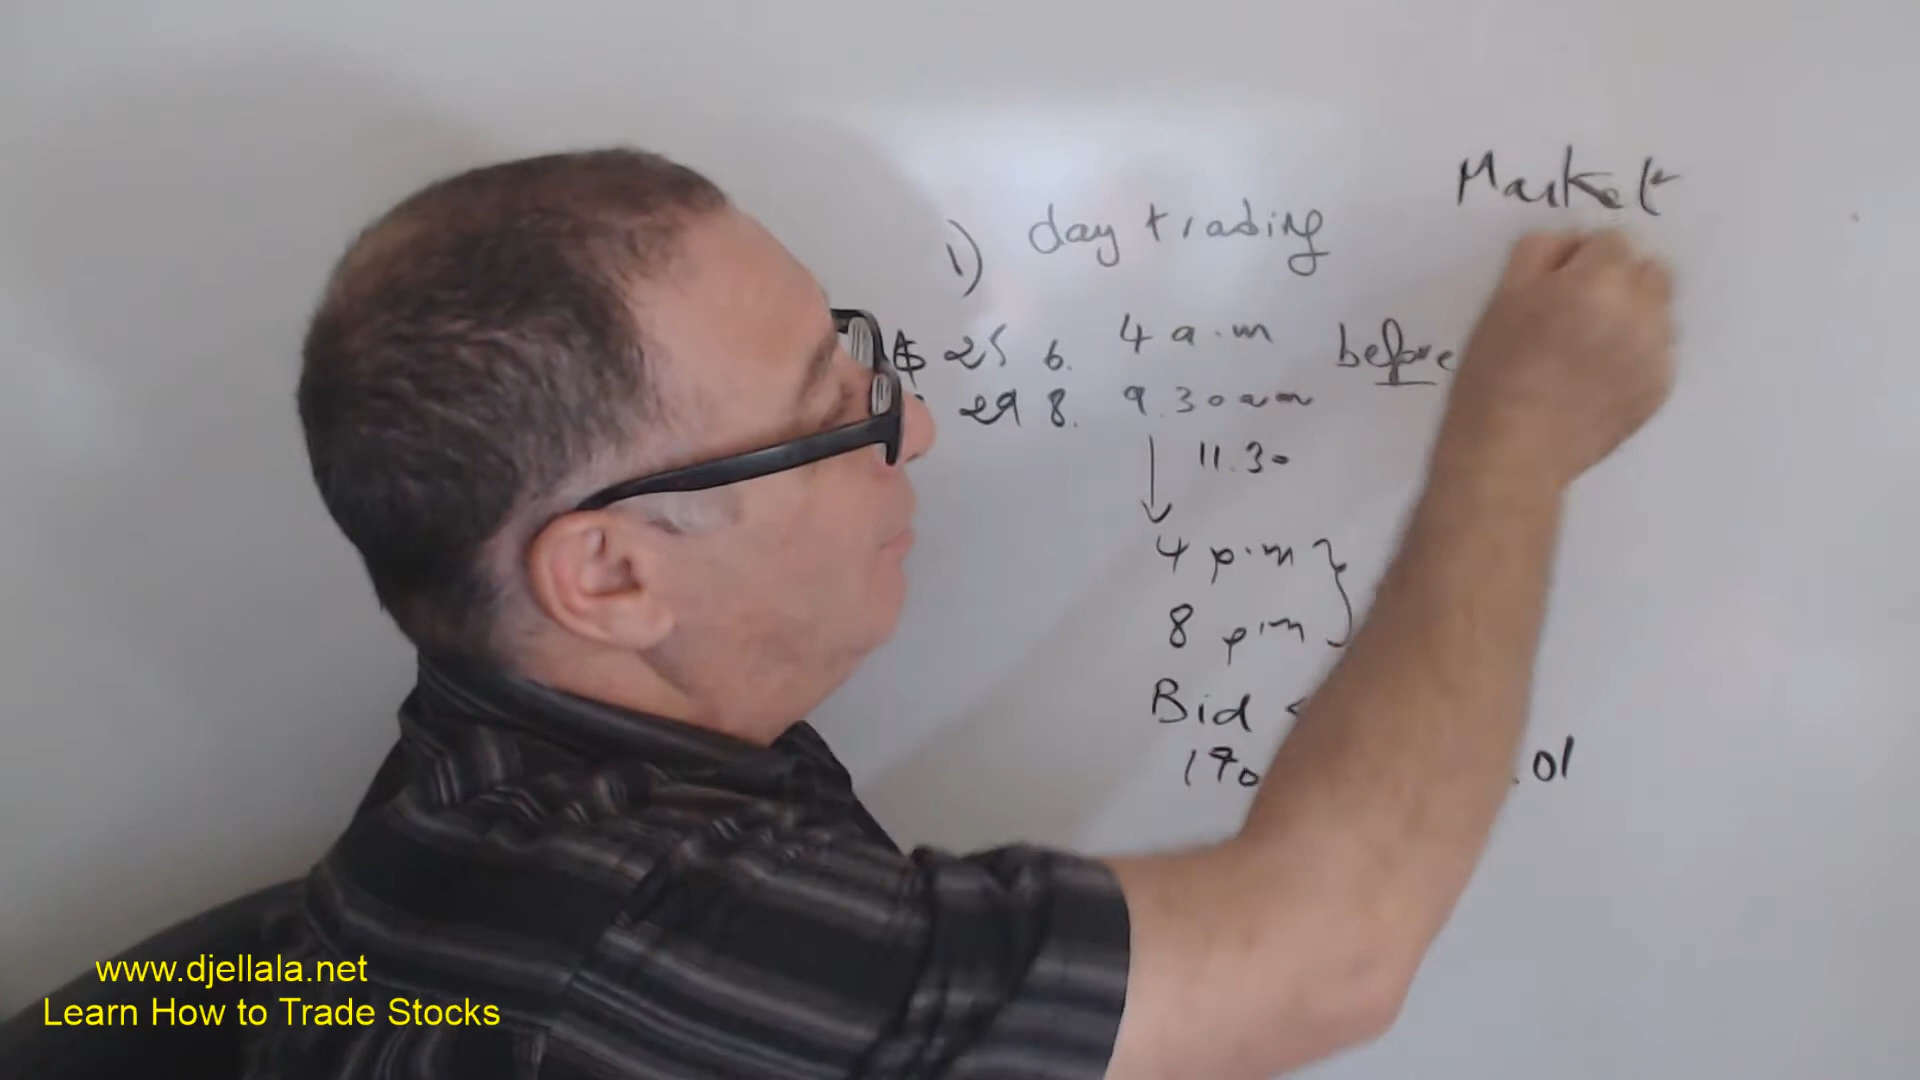 Market
1) day trading
$ 25 6. 4 a.m before
29 8. 9.30 am
11.30
4 p.m
8 p.m
Bid
190 .01
www.djellala.net
Learn How to Trade Stocks